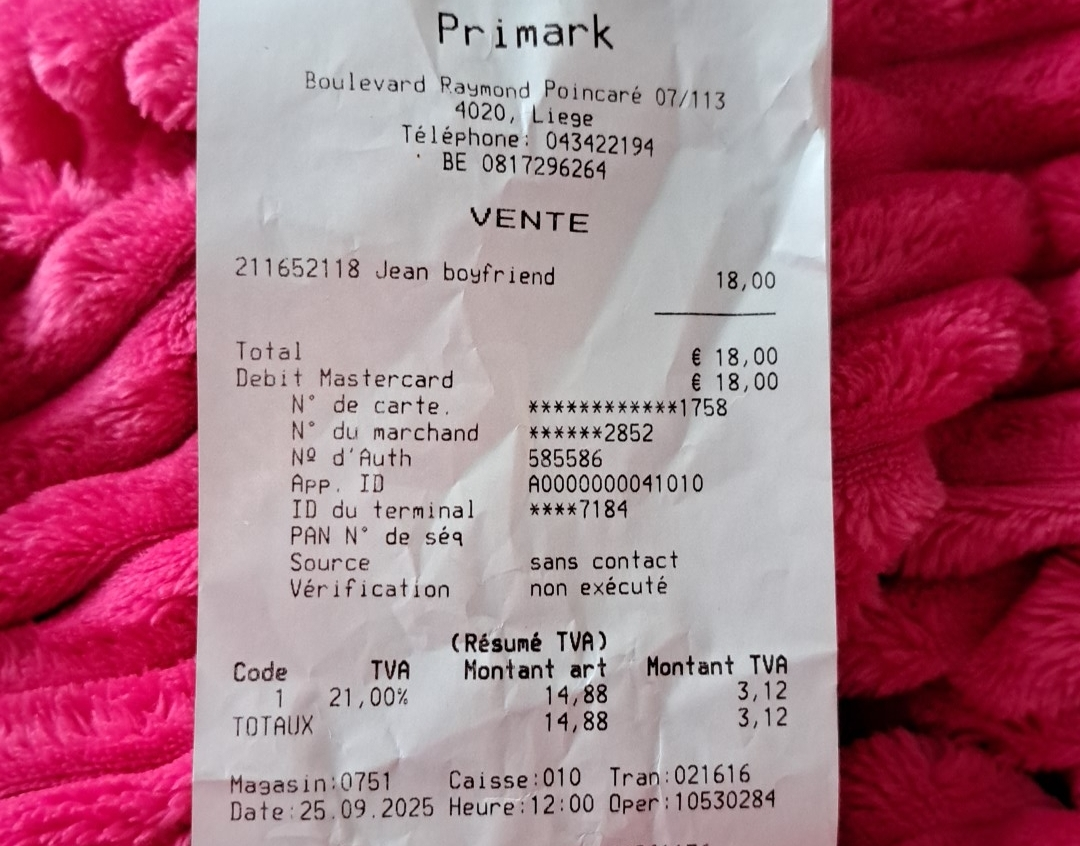 Primark
Boulevard Raymond Poincaré 07/113
4020, Liege
Téléphone: 043422194
BE 0817296264
VENTE
211652118 Jean boyfriend 18,00
Total € 18,00
Debit Mastercard € 18,00
N° de carte. ************1758
N° du marchand ******2852
Nº d'Auth 585586
App. ID A0000000041010
ID du terminal ****7184
PAN N° de séq
Source sans contact
Vérification non exécuté
(Résumé TVA)
Code TVA Montant art Montant TVA
1 21,00% 14,88 3,12
TOTAUX 14,88 3,12
Magasin:0751 Caisse:010 Tran:021616
Date:25.09.2025 Heure:12:00 Oper:10530284